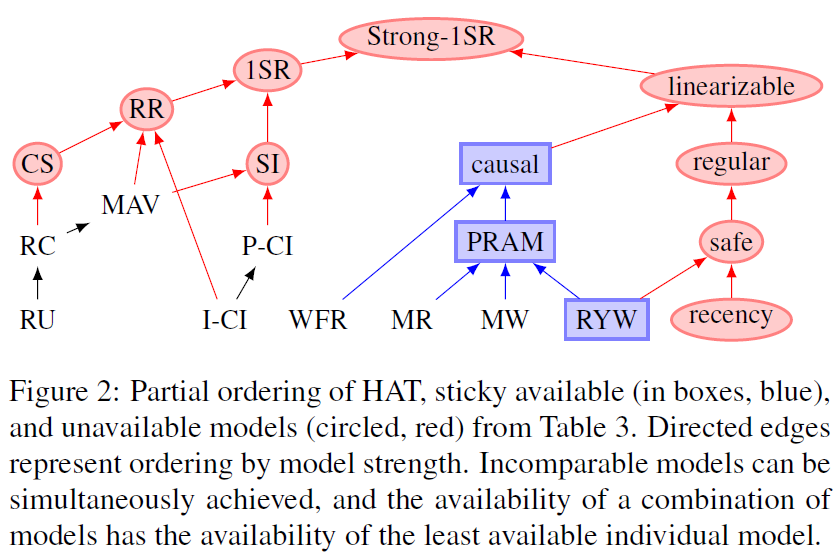 Strong-1SR
1SR
linearizable
RR
CS
SI
causal
regular
MAV
RC
P-CI
PRAM
safe
RU
I-CI
WFR
MR
MW
RYW
recency
Figure 2: Partial ordering of HAT, sticky available (in boxes, blue),
and unavailable models (circled, red) from Table 3. Directed edges
represent ordering by model strength. Incomparable models can be
simultaneously achieved, and the availability of a combination of
models has the availability of the least available individual model.